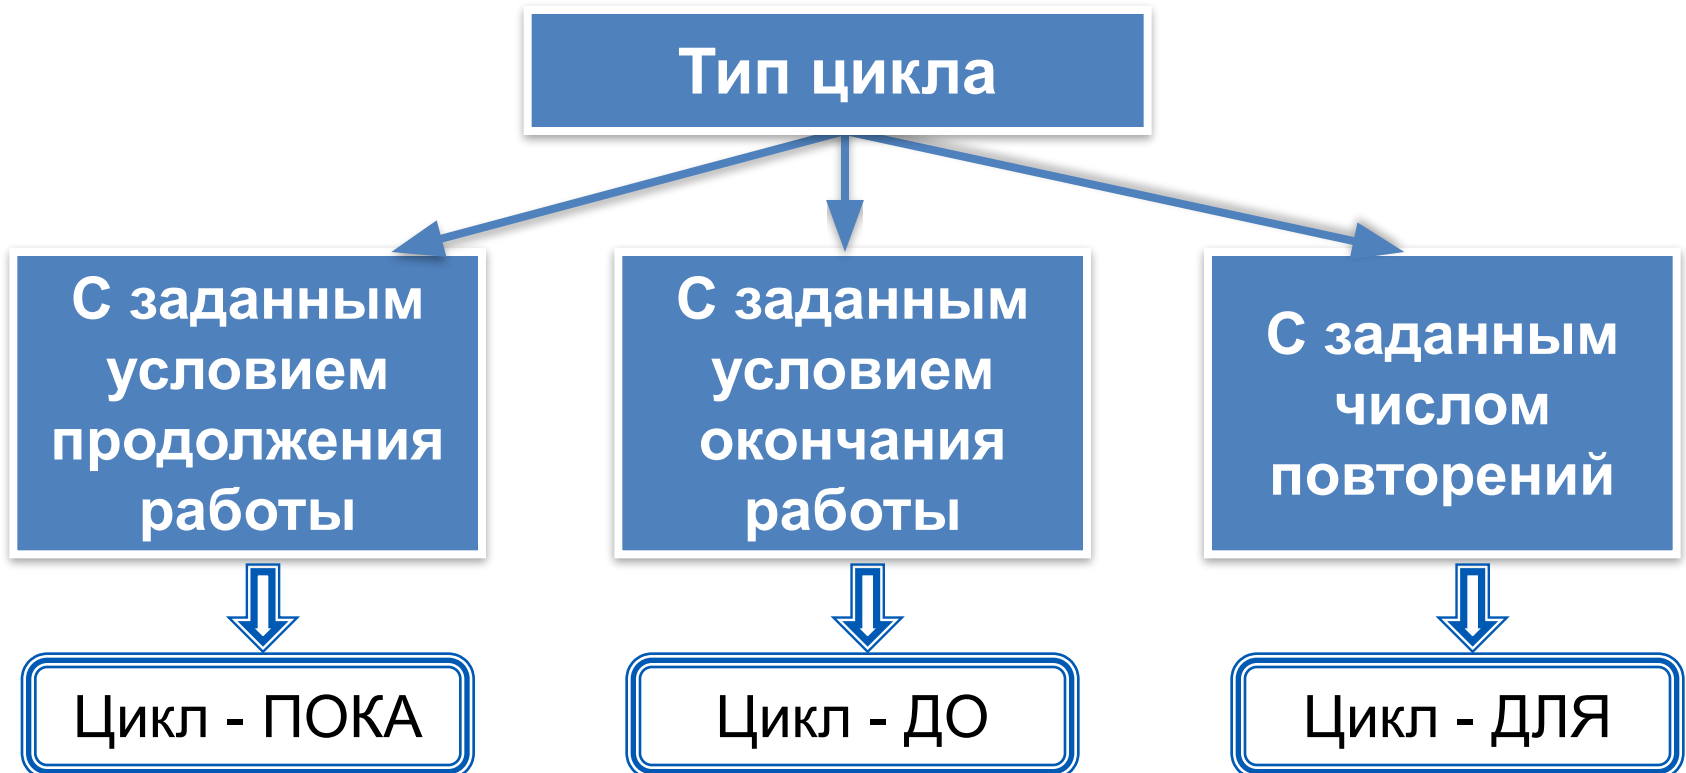 Тип цикла
С заданным
условием
продолжения
работы
С заданным
условием
окончания
работы
С заданным
числом
повторений
Цикл - ПОКА
Цикл - ДО
Цикл - ДЛЯ